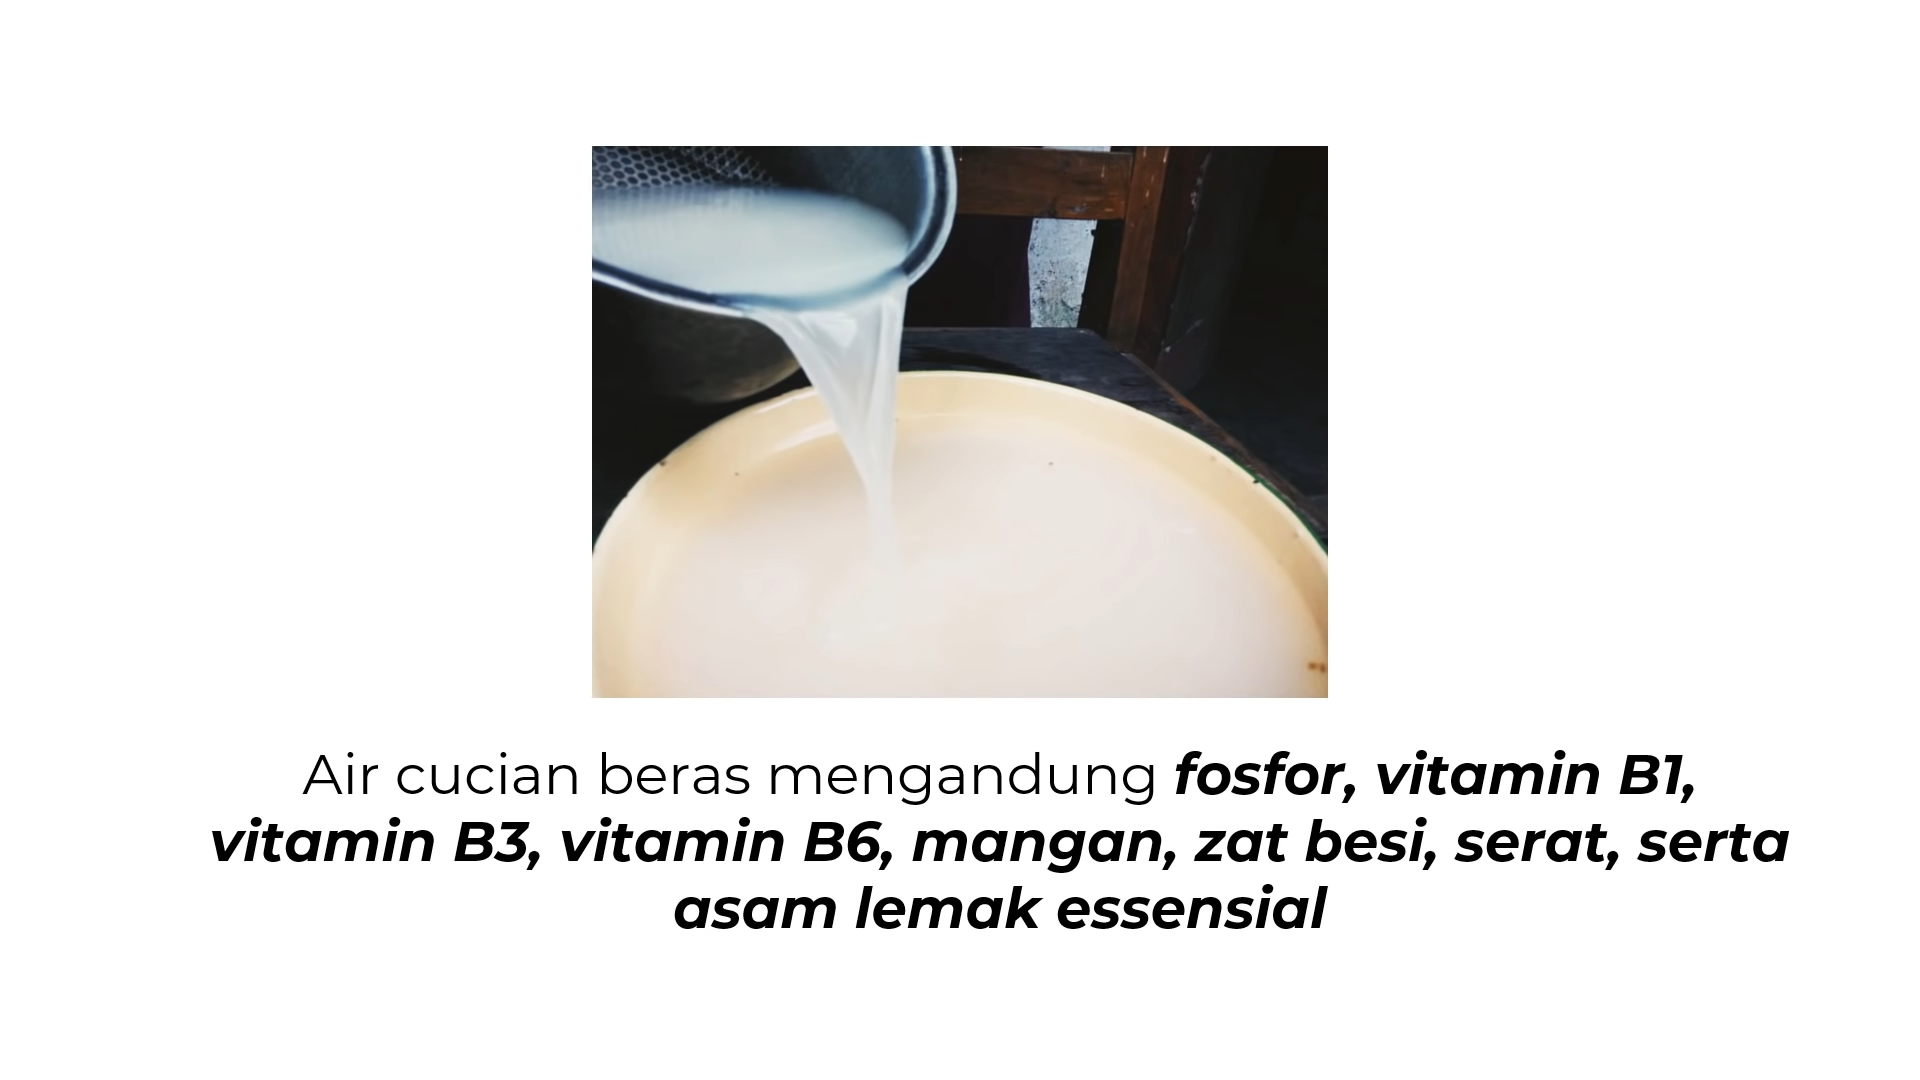 Air cucian beras mengandung fosfor, vitamin B1,
vitamin B3, vitamin B6, mangan, zat besi, serat, serta
asam lemak essensial